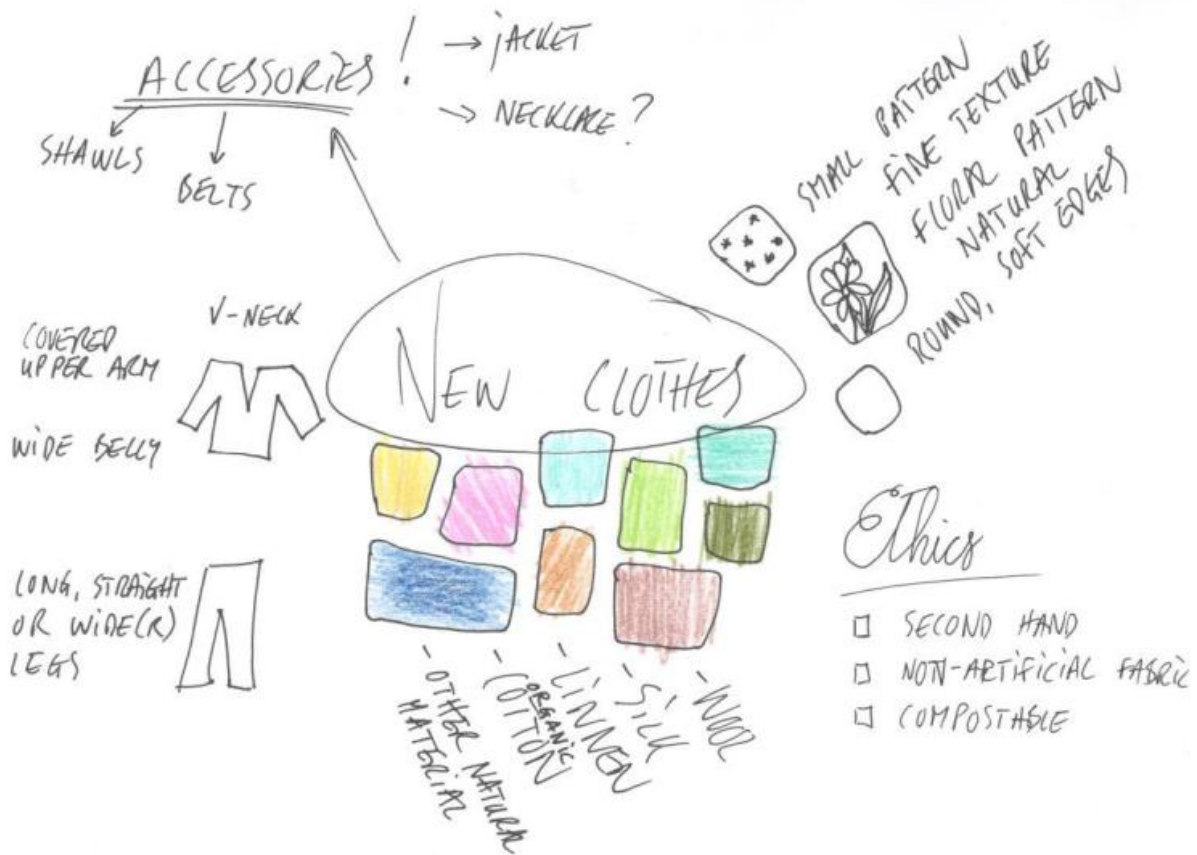 ACCESSORIES !
→ JACKET
→ NECKLACE ?
SHAWLS
BELTS
SMALL PATTERN
FINE TEXTURE
FLORAL PATTERN
NATURAL
ROUND,
SOFT EDGES
NEW CLOTHES
V-NECK
COVERED
UPPER ARM
WIDE BELLY
LONG, STRAIGHT
OR WIDE(R)
LEGS
- OTHER NATURAL
MATERIAL
- ORGANIC
COTTON
- LINNEN
- SILK
- WOOL
Ethics
☐ SECOND HAND
☐ NON-ARTIFICIAL FABRIC
☐ COMPOSTABLE